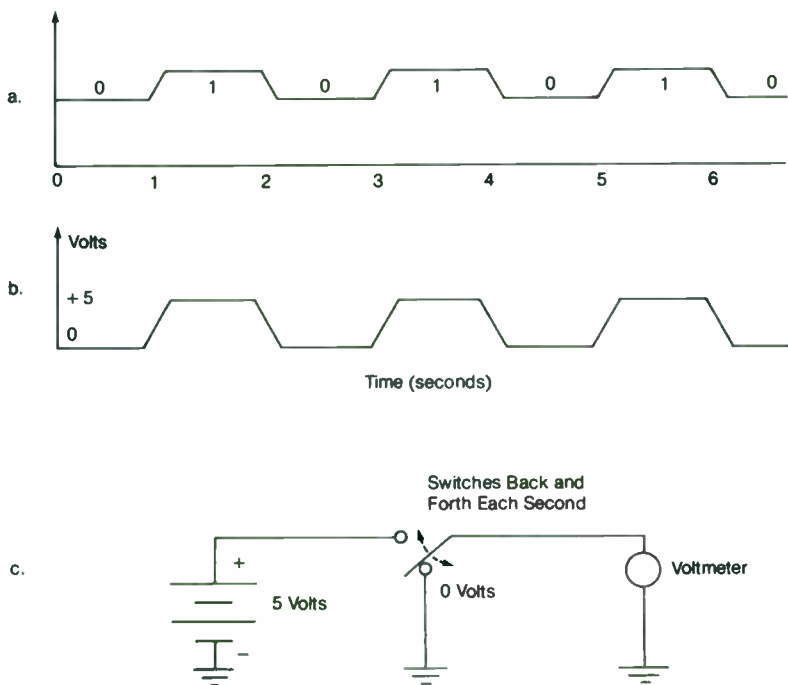 a.
0 1 0 1 0 1 0
0 1 2 3 4 5 6
Volts
b.
+ 5
0
Time (seconds)
Switches Back and
Forth Each Second
c.
+
5 Volts
0 Volts
Voltmeter
−